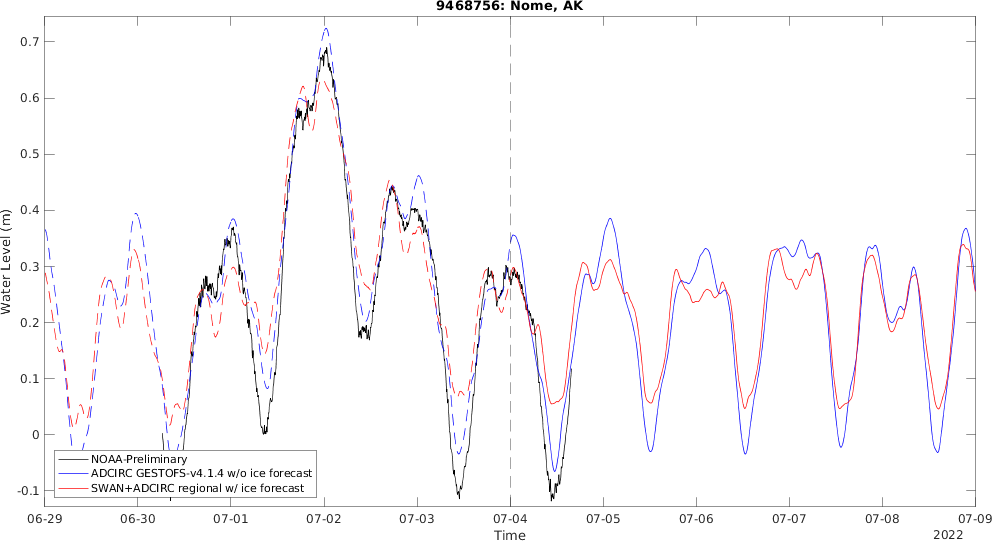 9468756: Nome, AK
Water Level (m)
0.7
0.6
0.5
0.4
0.3
0.2
0.1
0
-0.1
NOAA-Preliminary
ADCIRC GESTOFS-v4.1.4 w/o ice forecast
SWAN+ADCIRC regional w/ ice forecast
06-29 06-30 07-01 07-02 07-03 07-04 07-05 07-06 07-07 07-08 07-09
Time
2022